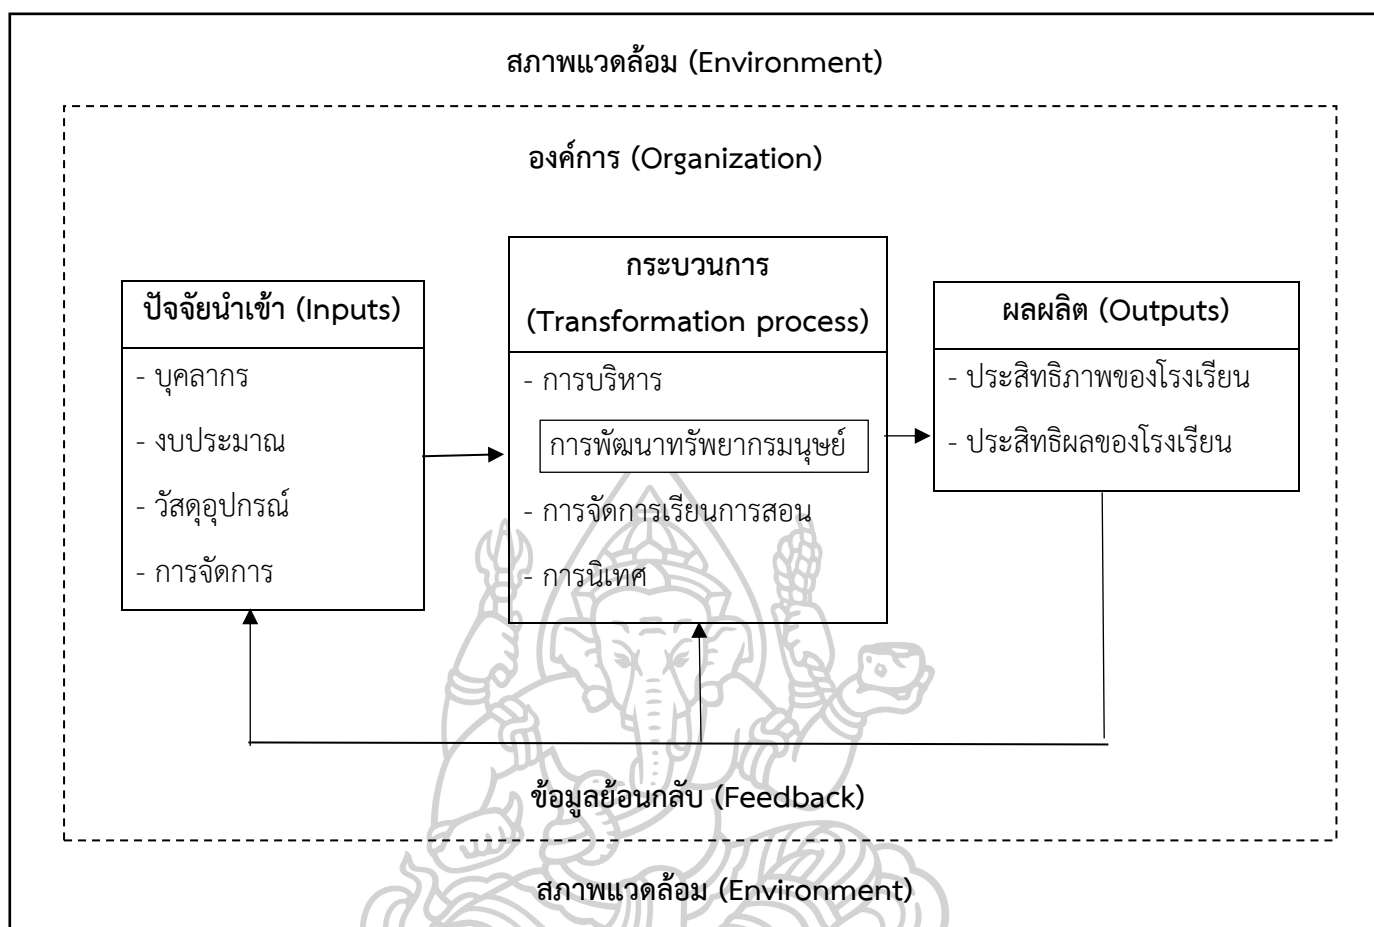 สภาพแวดล้อม (Environment)
องค์การ (Organization)
ปัจจัยนำเข้า (Inputs)
- บุคลากร
- งบประมาณ
- วัสดุอุปกรณ์
- การจัดการ
กระบวนการ
(Transformation process)
- การบริหาร
การพัฒนาทรัพยากรมนุษย์
- การจัดการเรียนการสอน
- การนิเทศ
ผลผลิต (Outputs)
- ประสิทธิภาพของโรงเรียน
- ประสิทธิผลของโรงเรียน
ข้อมูลย้อนกลับ (Feedback)
สภาพแวดล้อม (Environment)